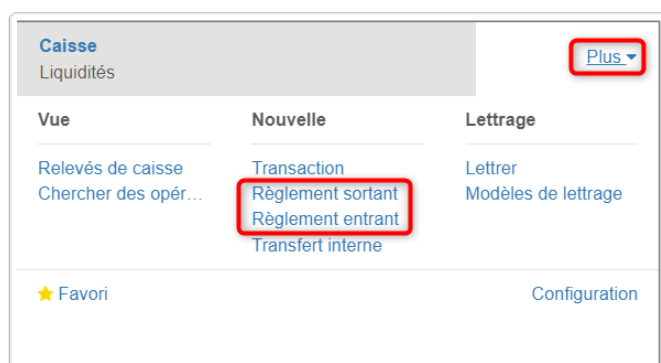 Caisse
Plus
Liquidités
Vue
Nouvelle
Lettrage
Relevés de caisse
Transaction
Lettrer
Chercher des opér...
Règlement sortant
Modèles de lettrage
Règlement entrant
Transfert interne
Favori
Configuration